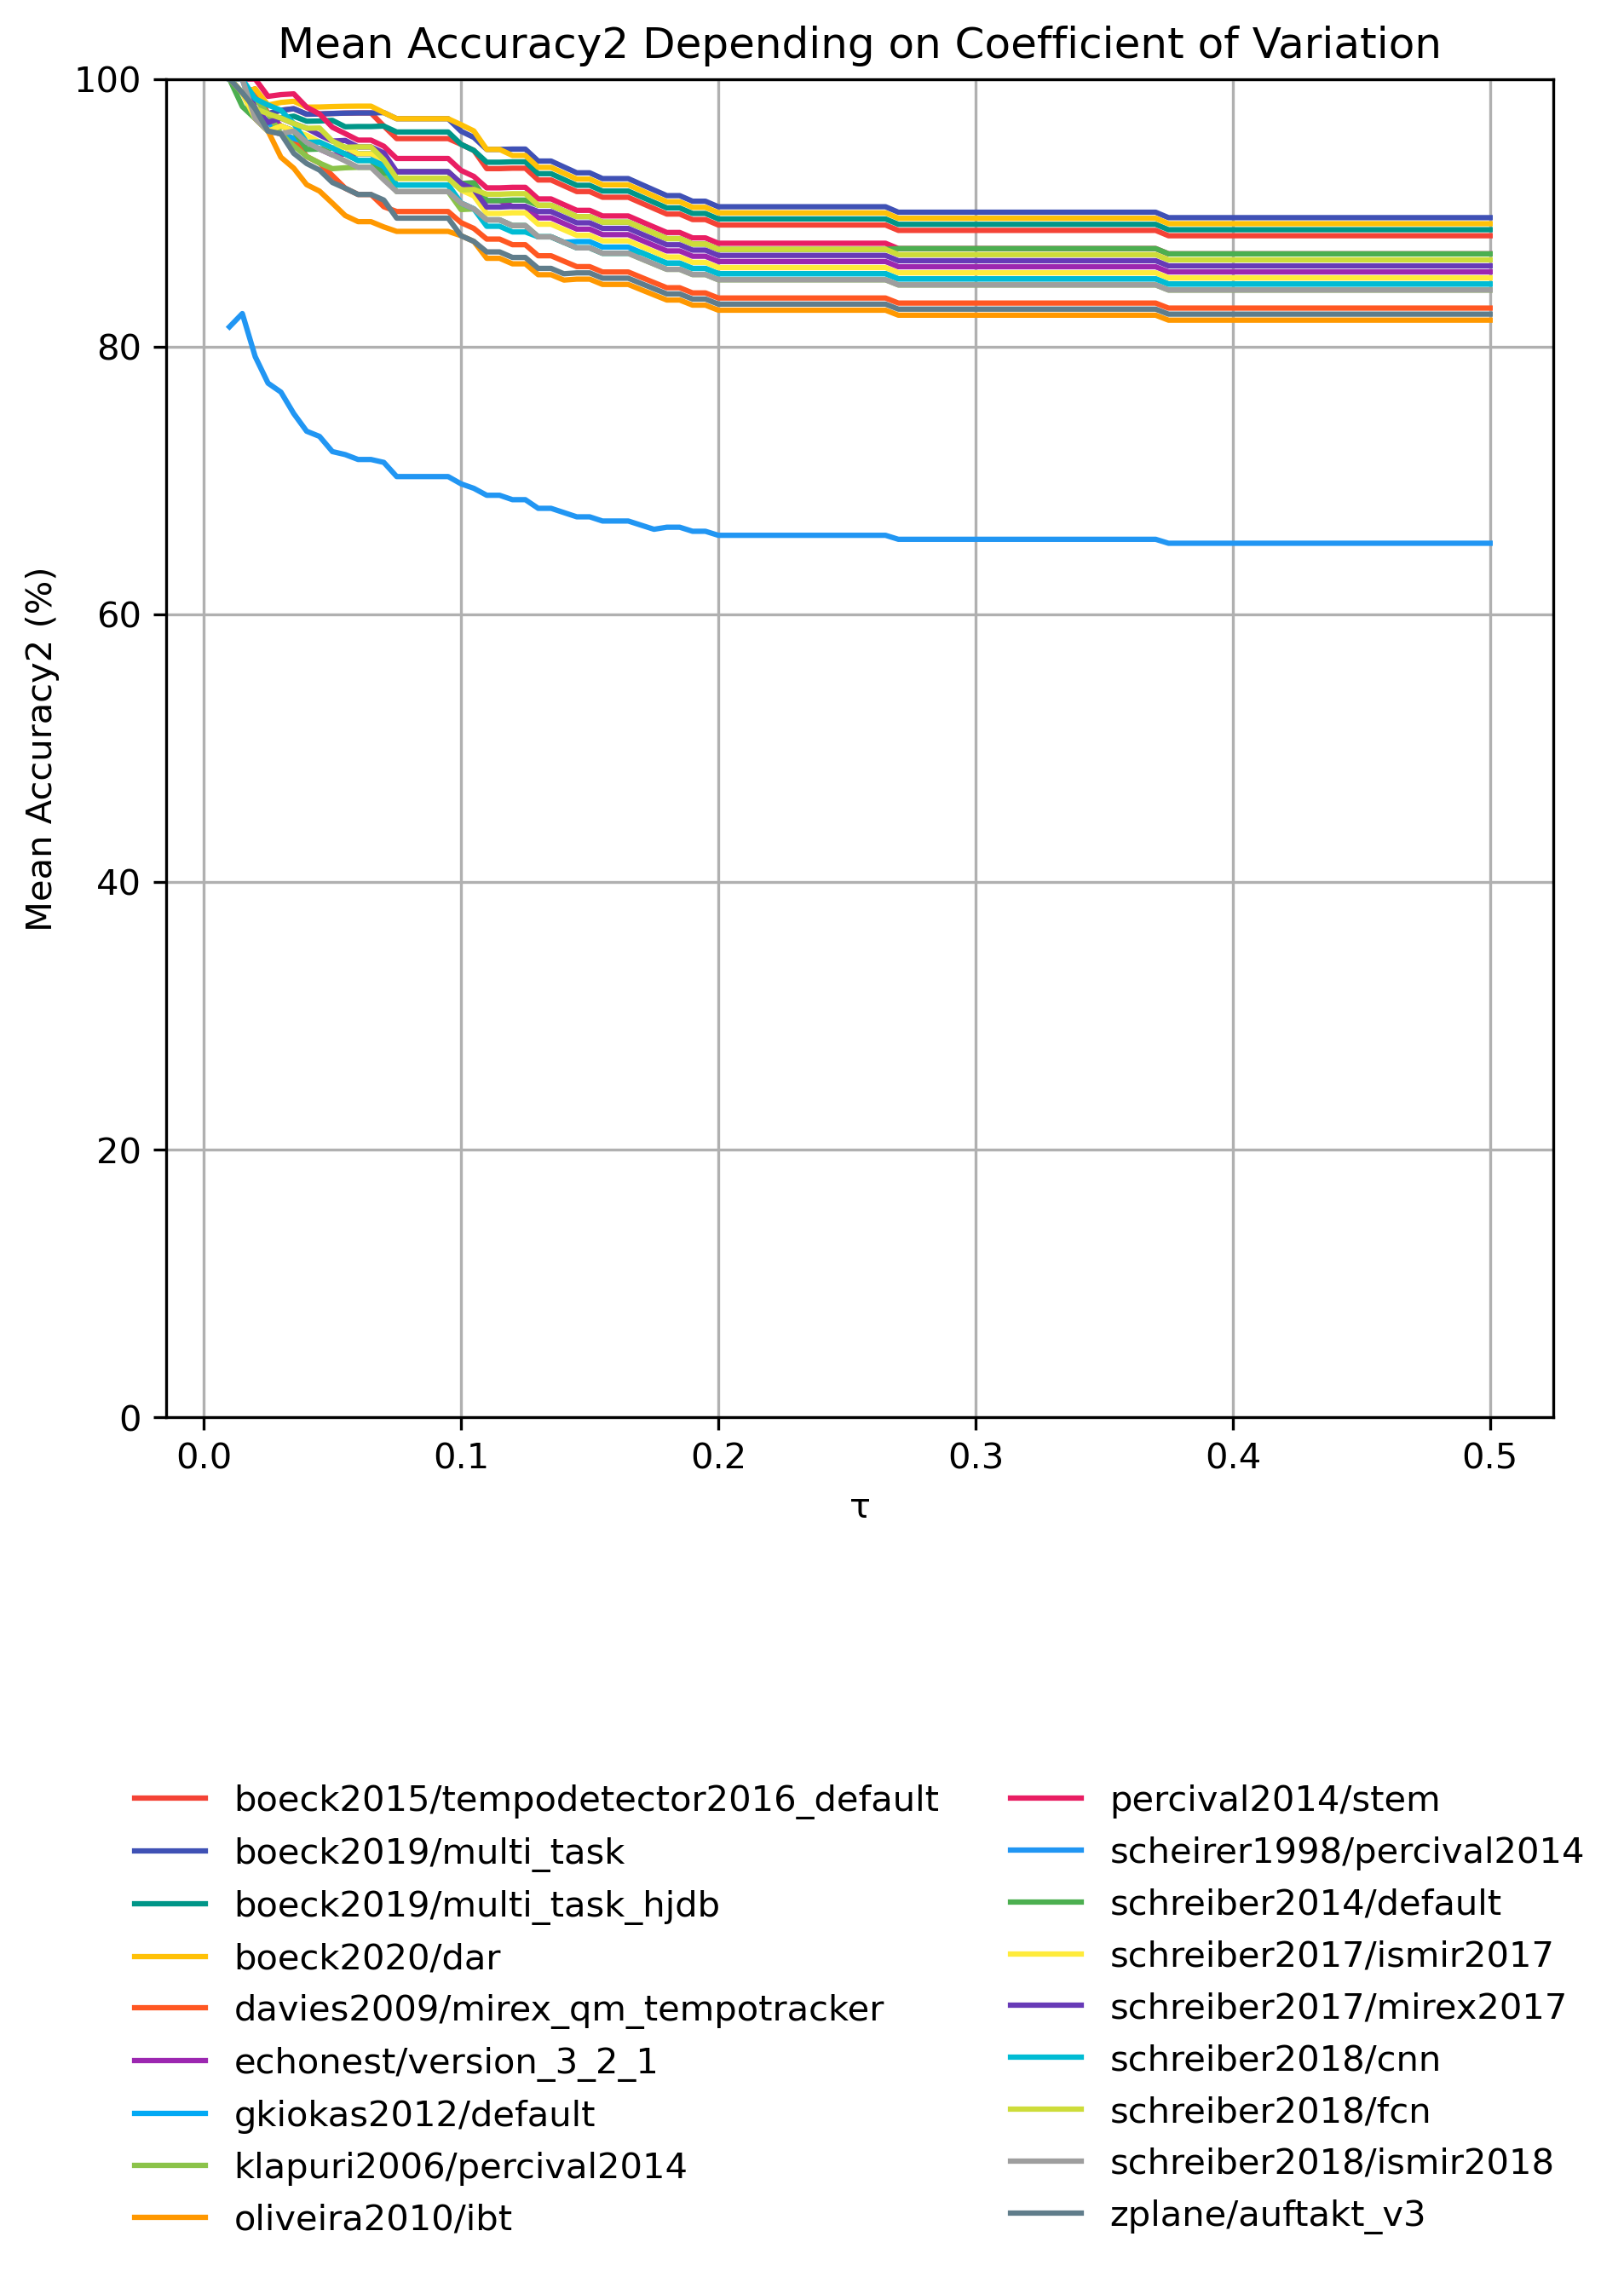 Mean Accuracy2 Depending on Coefficient of Variation
100
80
60
40
20
0
Mean Accuracy2 (%)
0.0 0.1 0.2 0.3 0.4 0.5
τ
boeck2015/tempodetector2016_default
boeck2019/multi_task
boeck2019/multi_task_hjdb
boeck2020/dar
davies2009/mirex_qm_tempotracker
echonest/version_3_2_1
gkiokas2012/default
klapuri2006/percival2014
oliveira2010/ibt
percival2014/stem
scheirer1998/percival2014
schreiber2014/default
schreiber2017/ismir2017
schreiber2017/mirex2017
schreiber2018/cnn
schreiber2018/fcn
schreiber2018/ismir2018
zplane/auftakt_v3